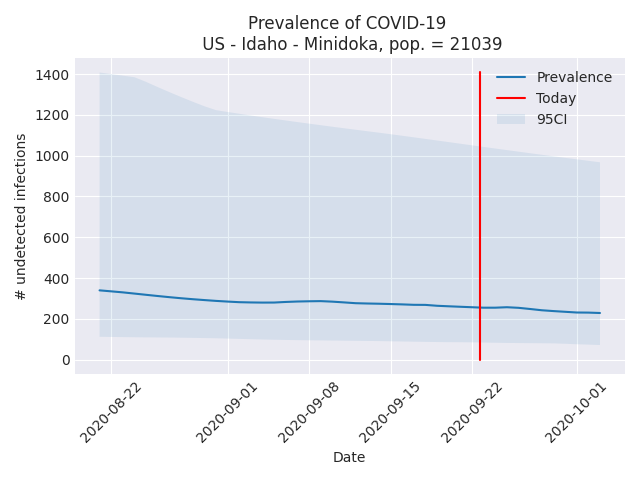 Prevalence of COVID-19
US - Idaho - Minidoka, pop. = 21039
# undetected infections
1400
1200
1000
800
600
400
200
0
Prevalence
Today
95CI
2020-08-22
2020-09-01
2020-09-08
2020-09-15
2020-09-22
2020-10-01
Date